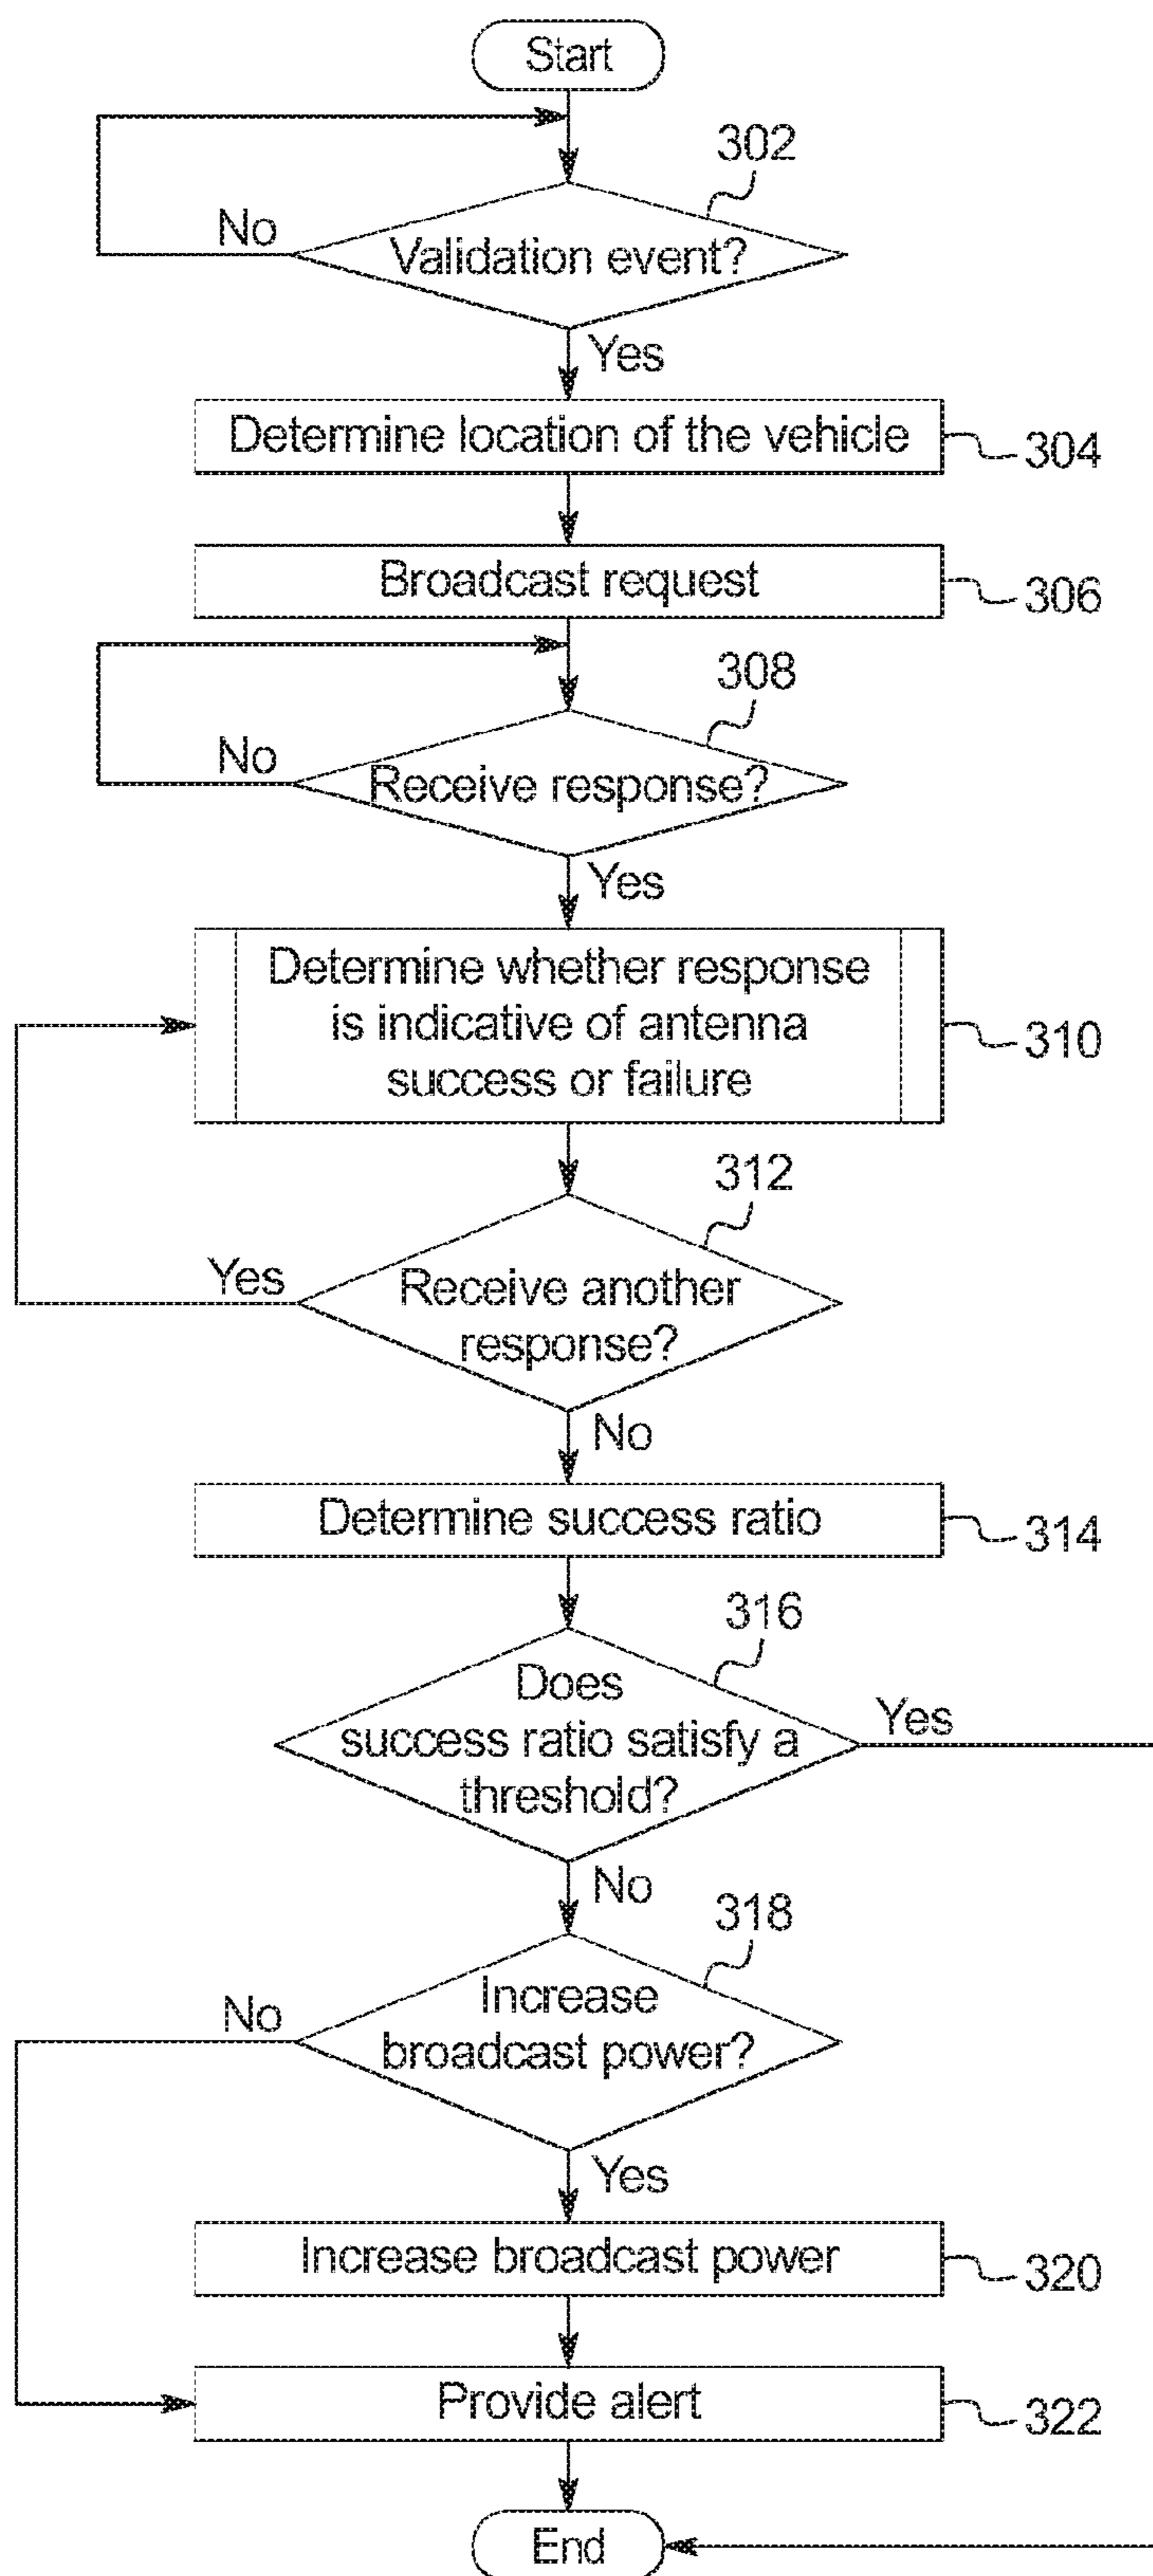 Start
302
No
Validation event?
Yes
Determine location of the vehicle
304
Broadcast request
306
308
No
Receive response?
Yes
Determine whether response
is indicative of antenna
success or failure
310
312
Yes
Receive another
response?
No
Determine success ratio
314
316
Does
success ratio satisfy a
threshold?
Yes
No
318
No
Increase
broadcast power?
Yes
Increase broadcast power
320
Provide alert
322
End